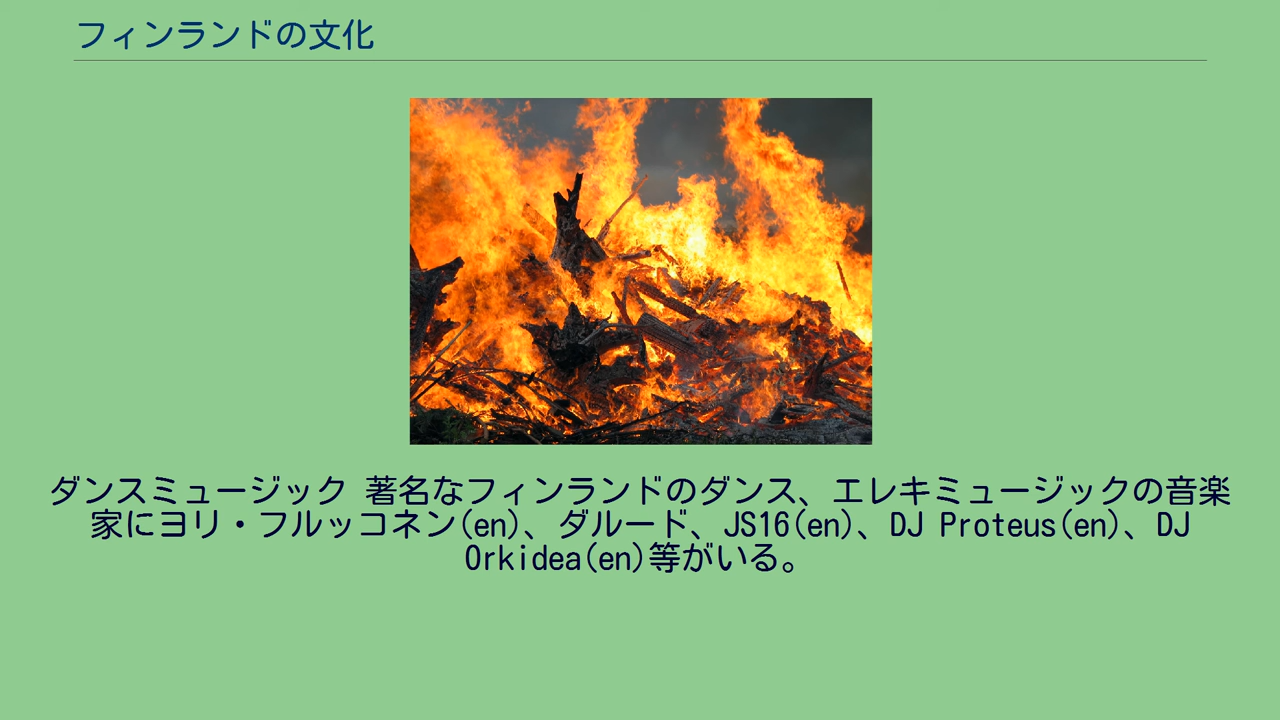 フィンランドの文化
ダンスミュージック 著名なフィンランドのダンス、エレキミュージックの音楽
家にヨリ・フルッコネン(en)、ダルード、JS16(en)、DJ Proteus(en)、DJ
Orkidea(en)等がいる。